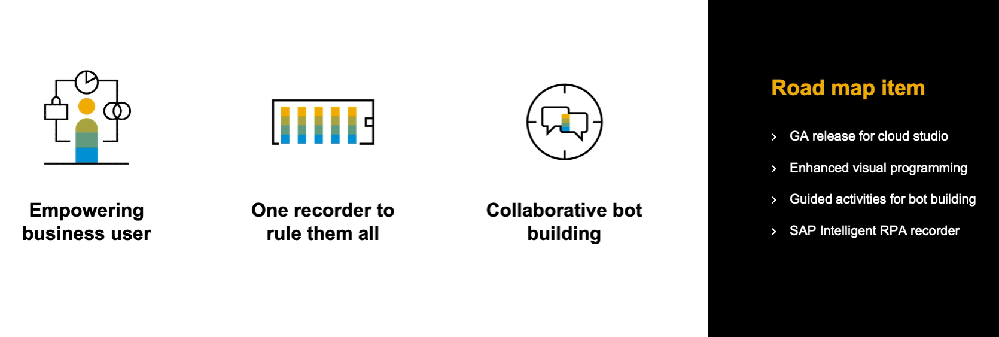 Empowering
business user
One recorder to
rule them all
Collaborative bot
building
Road map item
GA release for cloud studio
Enhanced visual programming
Guided activities for bot building
SAP Intelligent RPA recorder